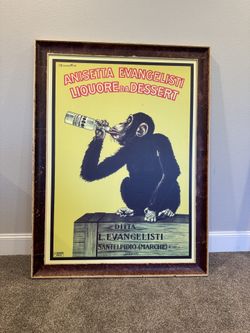 ANISETTA EVANGELISTI
LIQUORE DA DESSERT
DITTA
L. EVANGELISTI
SANT'ELPIDIO (MARCHE)